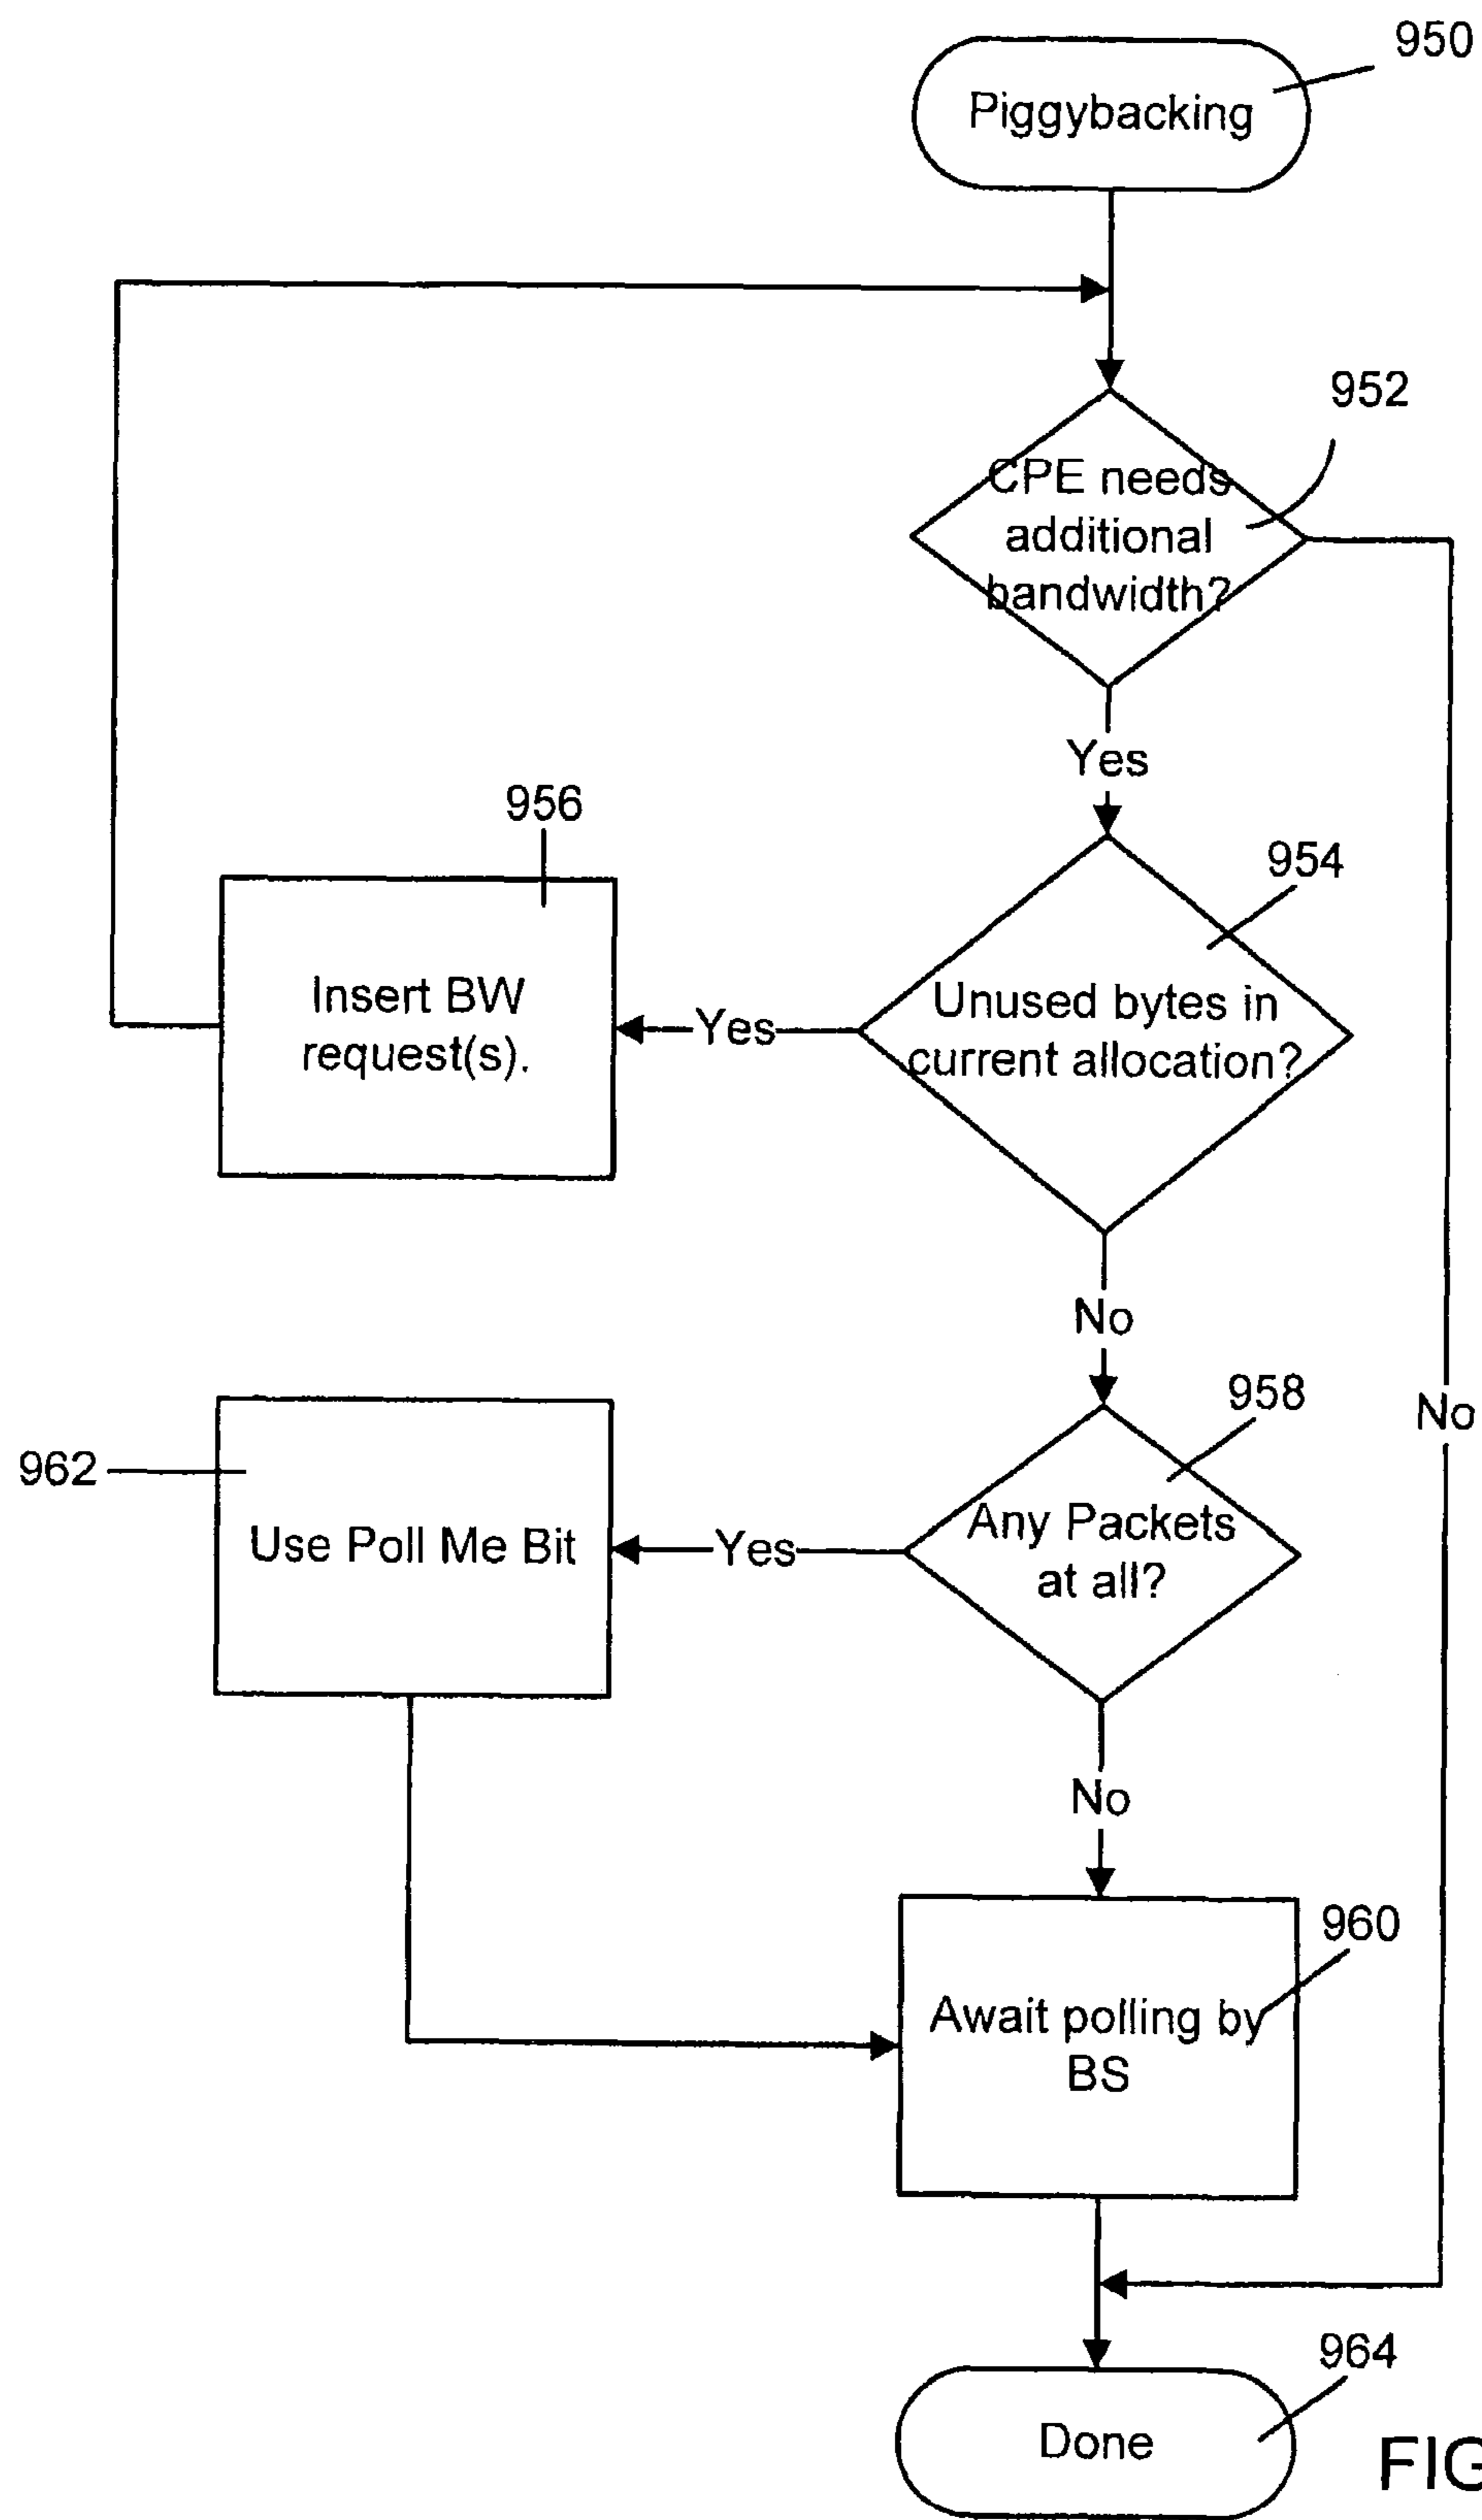 950
Piggybacking
952
CPE needs
additional
bandwidth?
Yes
956
954
Insert BW
request(s).
Yes
Unused bytes in
current allocation?
No
958
No
962
Use Poll Me Bit
Yes
Any Packets
at all?
No
960
Await polling by
BS
964
Done
FIG